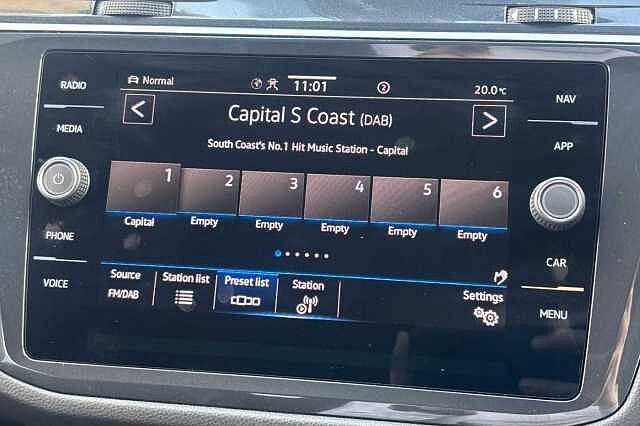 RADIO
MEDIA
PHONE
VOICE
Normal
11:01
2
20.0°C
Capital S Coast (DAB)
South Coast's No.1 Hit Music Station - Capital
1 2 3 4 5 6
Capital Empty Empty Empty Empty Empty
Source
FM/DAB
Station list
Preset list
Station
Settings
NAV
APP
CAR
MENU